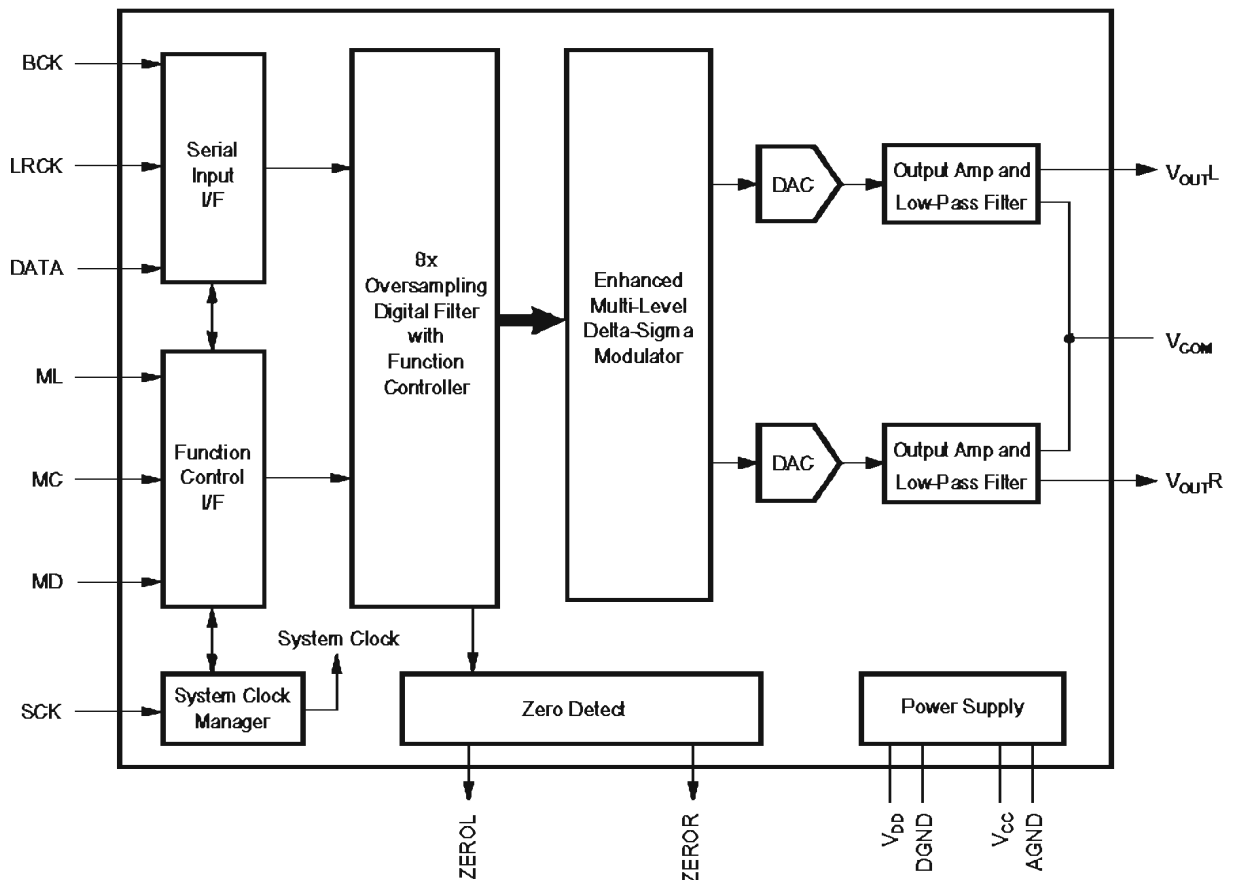 BCK
LRCK
DATA
ML
MC
MD
SCK
Serial
Input
I/F
Function
Control
I/F
System Clock
Manager
System Clock
8x
Oversampling
Digital Filter
with
Function
Controller
Enhanced
Multi-Level
Delta-Sigma
Modulator
DAC
Output Amp and
Low-Pass Filter
VOUTL
VCOM
DAC
Output Amp and
Low-Pass Filter
VOUTR
Zero Detect
Power Supply
ZEROL
ZEROR
VDD
DGND
VCC
AGND